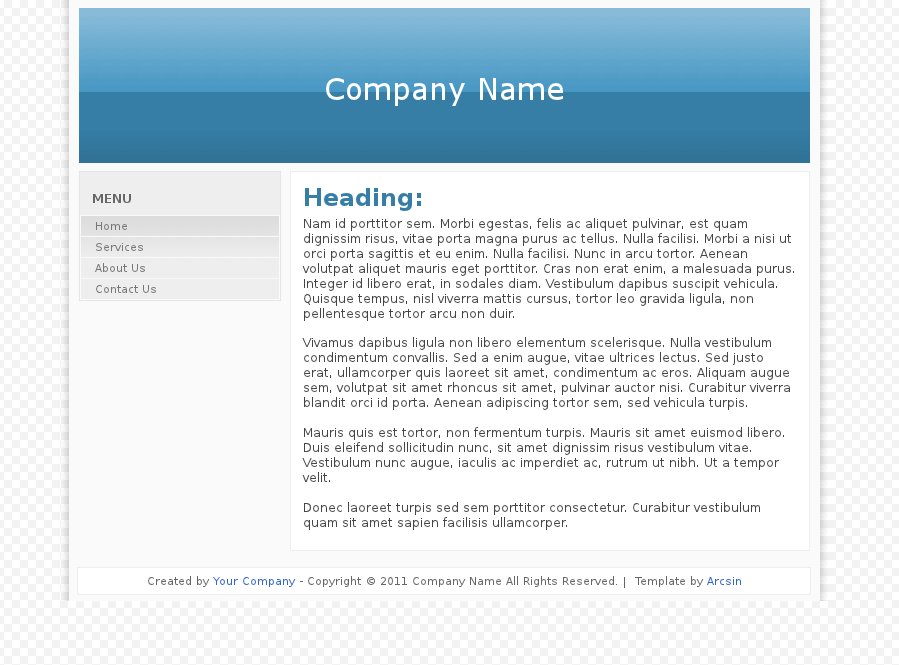 Company Name
MENU
Home
Services
About Us
Contact Us
Heading:
Nam id porttitor sem. Morbi egestas, felis ac aliquet pulvinar, est quam
dignissim risus, vitae porta magna purus ac tellus. Nulla facilisi. Morbi a nisi ut
orci porta sagittis et eu enim. Nulla facilisi. Nunc in arcu tortor. Aenean
volutpat aliquet mauris eget porttitor. Cras non erat enim, a malesuada purus.
Integer id libero erat, in sodales diam. Vestibulum dapibus suscipit vehicula.
Quisque tempus, nisl viverra mattis cursus, tortor leo gravida ligula, non
pellentesque tortor arcu non duir.
Vivamus dapibus ligula non libero elementum scelerisque. Nulla vestibulum
condimentum convallis. Sed a enim augue, vitae ultrices lectus. Sed justo
erat, ullamcorper quis laoreet sit amet, condimentum ac eros. Aliquam augue
sem, volutpat sit amet rhoncus sit amet, pulvinar auctor nisi. Curabitur viverra
blandit orci id porta. Aenean adipiscing tortor sem, sed vehicula turpis.
Mauris quis est tortor, non fermentum turpis. Mauris sit amet euismod libero.
Duis eleifend sollicitudin nunc, sit amet dignissim risus vestibulum vitae.
Vestibulum nunc augue, iaculis ac imperdiet ac, rutrum ut nibh. Ut a tempor
velit.
Donec laoreet turpis sed sem porttitor consectetur. Curabitur vestibulum
quam sit amet sapien facilisis ullamcorper.
Created by Your Company - Copyright © 2011 Company Name All Rights Reserved. | Template by Arcsin